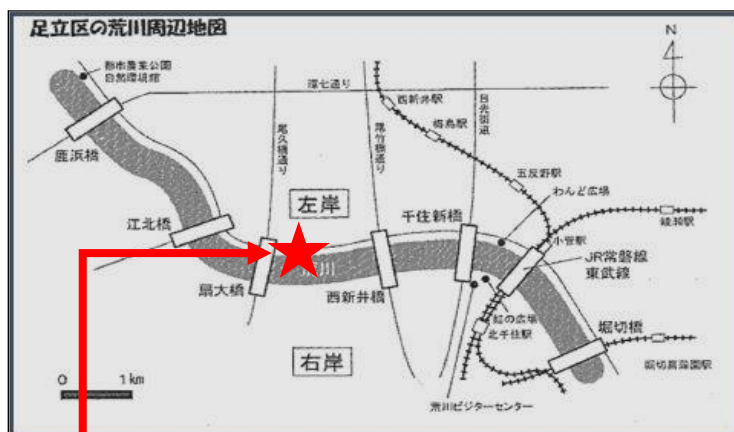 足立区の荒川周辺地図
N
都市農業公園
自然環境館
環七通り
西新井駅
梅島駅
日光街道
尾久橋通り
尾竹橋通り
鹿浜橋
五反野駅
わんど広場
左岸
千住新橋
江北橋
小菅駅
綾瀬駅
荒川
JR常磐線
東武線
扇大橋
西新井橋
虹の広場
北千住駅
堀切橋
右岸
堀切菖蒲園駅
0 1km
荒川ビジターセンター